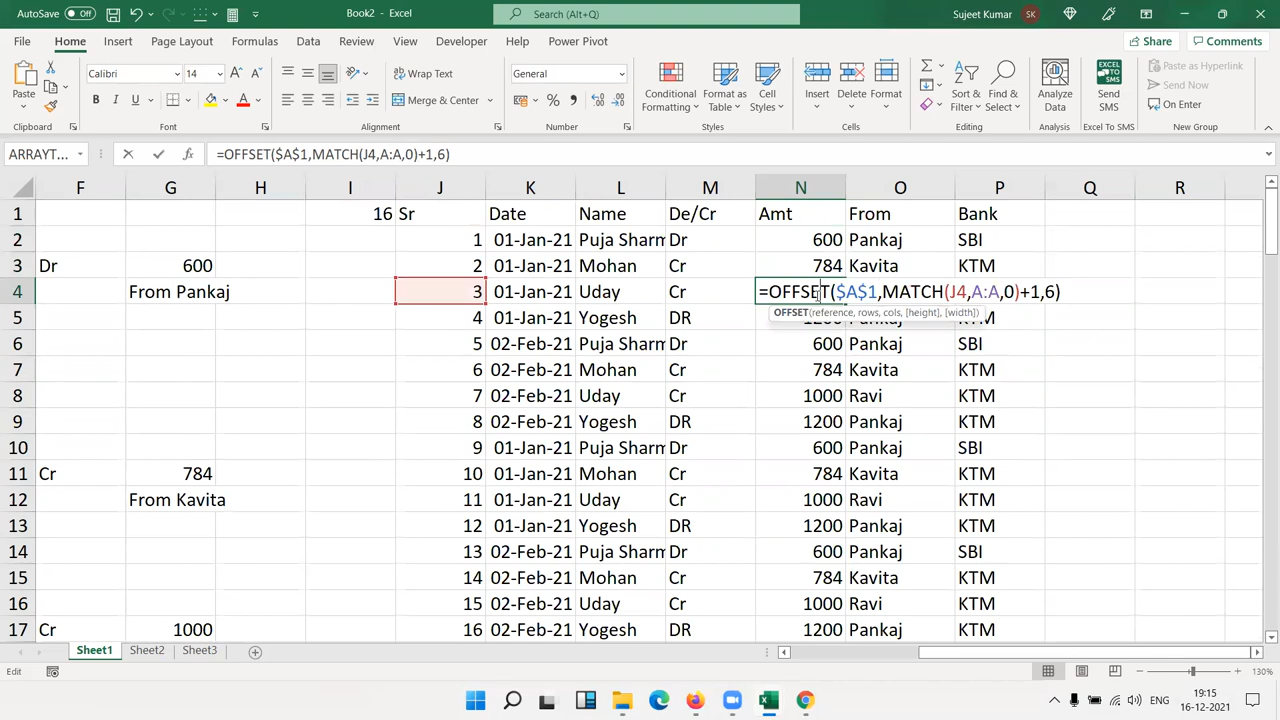 AutoSave Off Book2 - Excel Search (Alt+Q) Sujeet Kumar SK
File Home Insert Page Layout Formulas Data Review View Developer Help Power Pivot Share Comments
Paste Calibri 14 Wrap Text General Conditional Formatting Format as Table Cell Styles Insert Delete Format Sort & Filter Find & Select Analyze Data Send SMS Paste as Hyperlink
B I U Merge & Center Send Now
On Enter
Clipboard Font Alignment Number Styles Cells Editing Analysis Excel To SMS New Group
ARRAYT... =OFFSET($A$1,MATCH(J4,A:A,0)+1,6)
F G H I J K L M N O P Q R
1 16 Sr Date Name De/Cr Amt From Bank
2 1 01-Jan-21 Puja Sharm Dr 600 Pankaj SBI
3 Dr 600 2 01-Jan-21 Mohan Cr 784 Kavita KTM
4 From Pankaj 3 01-Jan-21 Uday Cr =OFFSET($A$1,MATCH(J4,A:A,0)+1,6)
OFFSET(reference, rows, cols, [height], [width])
5 4 01-Jan-21 Yogesh DR 1200 Pankaj KTM
6 5 02-Feb-21 Puja Sharm Dr 600 Pankaj SBI
7 6 02-Feb-21 Mohan Cr 784 Kavita KTM
8 7 02-Feb-21 Uday Cr 1000 Ravi KTM
9 8 02-Feb-21 Yogesh DR 1200 Pankaj KTM
10 9 01-Jan-21 Puja Sharm Dr 600 Pankaj SBI
11 Cr 784 10 01-Jan-21 Mohan Cr 784 Kavita KTM
12 From Kavita 11 01-Jan-21 Uday Cr 1000 Ravi KTM
13 12 01-Jan-21 Yogesh DR 1200 Pankaj KTM
14 13 02-Feb-21 Puja Sharm Dr 600 Pankaj SBI
15 14 02-Feb-21 Mohan Cr 784 Kavita KTM
16 15 02-Feb-21 Uday Cr 1000 Ravi KTM
17 Cr 1000 16 02-Feb-21 Yogesh DR 1200 Pankaj KTM
Sheet1 Sheet2 Sheet3
Edit 130%
ENG 19:15
16-12-2021